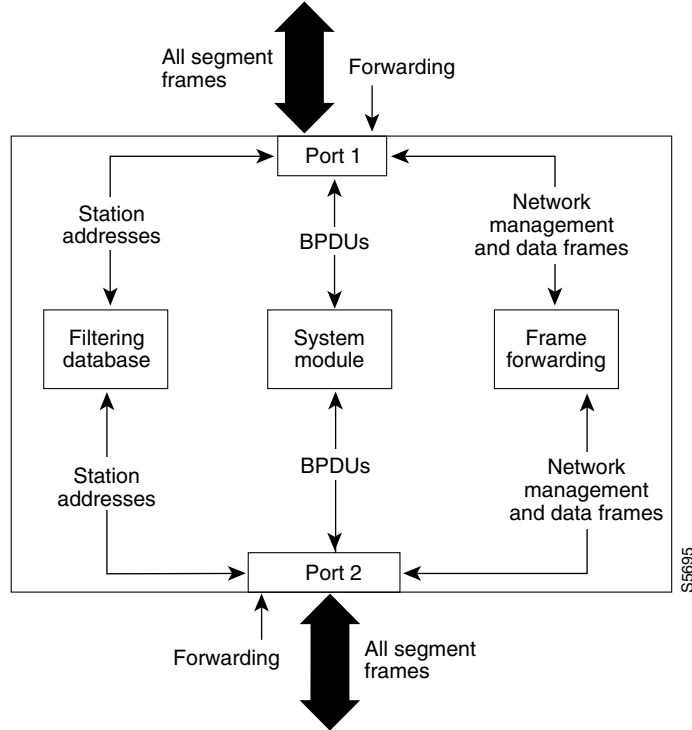 All segment
frames
Forwarding
Port 1
Station
addresses
BPDUs
Network
management
and data frames
Filtering
database
System
module
Frame
forwarding
Station
addresses
BPDUs
Network
management
and data frames
Port 2
S5695
Forwarding
All segment
frames